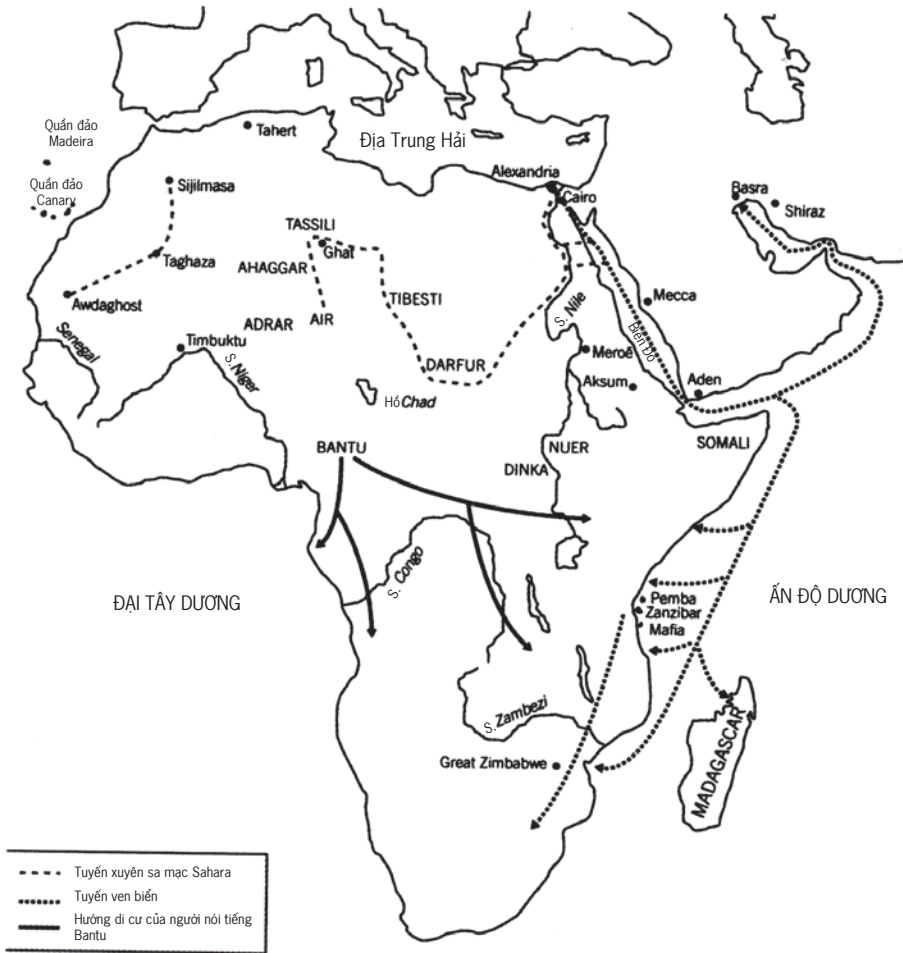 Quần đảo
Madeira
Tahert
Địa Trung Hải
Alexandria
Cairo
Quần đảo
Canary
Sijilmasa
Basra
Shiraz
TASSILI
Ghat
Taghaza
AHAGGAR
TIBESTI
Awdaghost
ADRAR
AIR
S. Nile
Mecca
Biển Đỏ
Senegal
Timbuktu
S. Niger
DARFUR
Meroë
Aksum
Aden
Hồ Chad
BANTU
NUER
DINKA
SOMALI
S. Congo
ĐẠI TÂY DƯƠNG
ẤN ĐỘ DƯƠNG
Pemba
Zanzibar
Mafia
S. Zambezi
MADAGASCAR
Great Zimbabwe
Tuyến xuyên sa mạc Sahara
Tuyến ven biển
Hướng di cư của người nói tiếng
Bantu